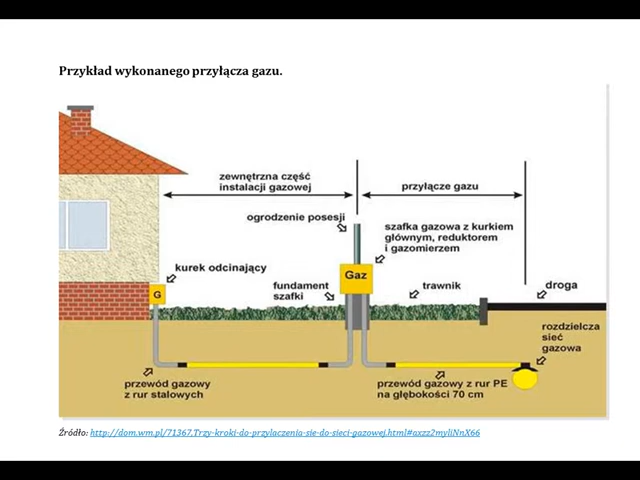 Przykład wykonanego przyłącza gazu.
zewnętrzna część
instalacji gazowej
przyłącze gazu
ogrodzenie posesji
szafka gazowa z kurkiem
głównym, reduktorem
i gazomierzem
kurek odcinający
Gaz
fundament
szafki
trawnik
droga
G
rozdzielcza
sieć
gazowa
przewód gazowy
z rur stalowych
przewód gazowy z rur PE
na głębokości 70 cm
Źródło: http://dom.wm.pl/71367,Trzy-kroki-do-przylaczenia-sie-do-sieci-gazowej.html#axzz2myliNnX66